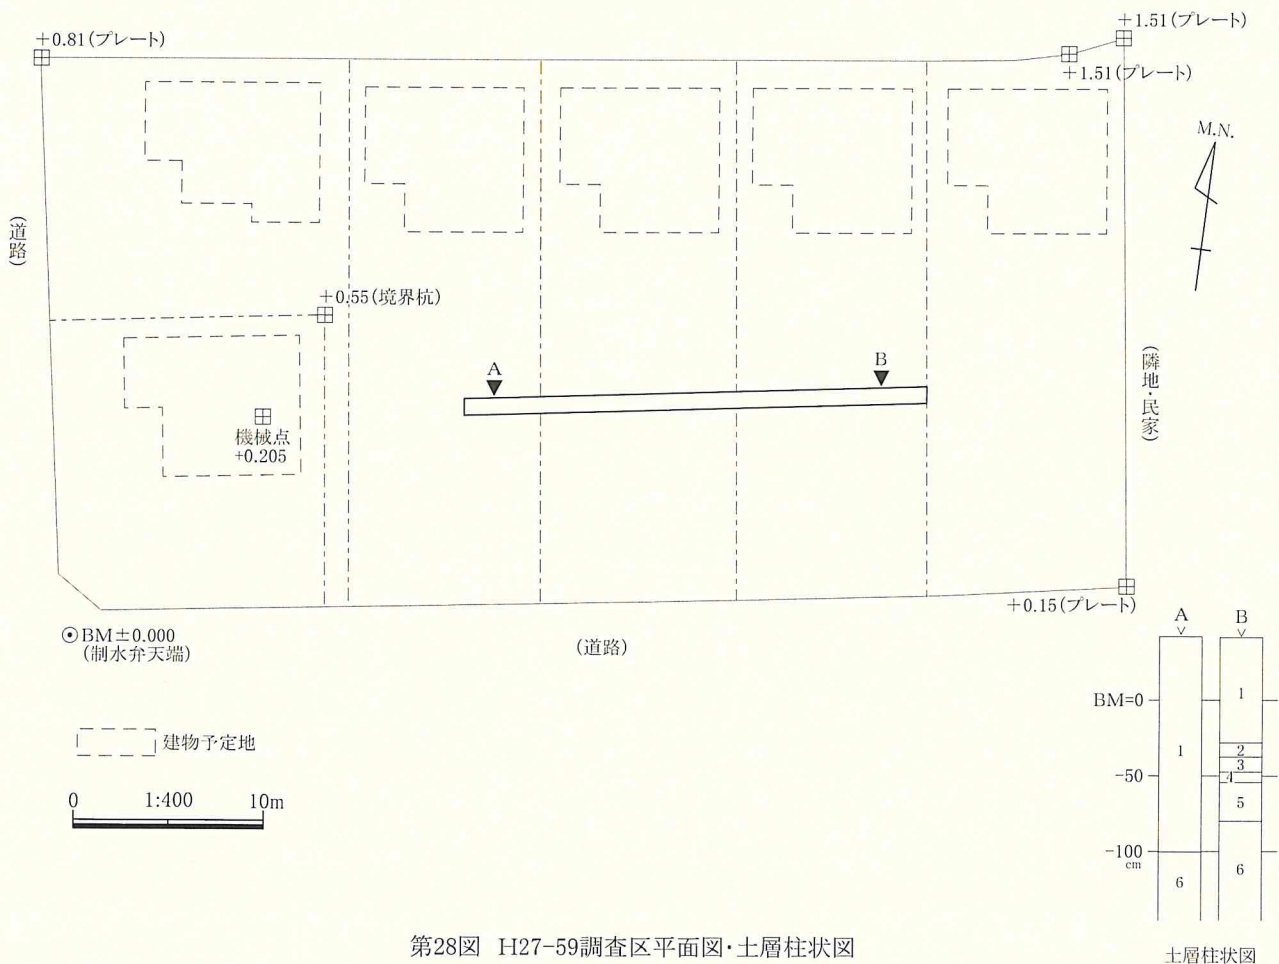 +1.51(プレート)
+0.81(プレート)
+1.51(プレート)
M.N.
(道路)
+0.55(境界杭)
A
B
(隣地・民家)
機械点
+0.205
+0.15(プレート)
BM±0.000
(制水弁天端)
(道路)
A
B
BM=0
1
1
2
3
-50
4
5
-100
cm
6
6
建物予定地
0
1:400
10m
第28図 H27-59調査区平面図・土層柱状図
土層柱状図